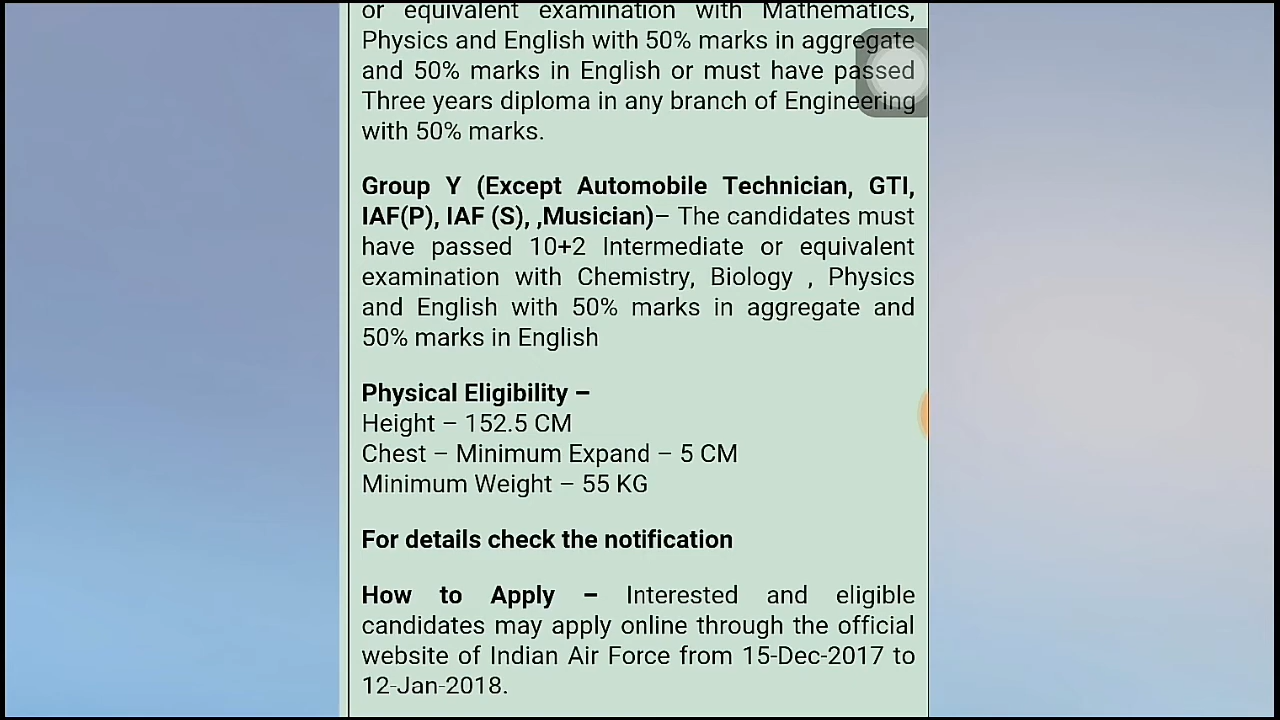 or equivalent examination with Mathematics,
Physics and English with 50% marks in aggregate
and 50% marks in English or must have passed
Three years diploma in any branch of Engineering
with 50% marks.
Group Y (Except Automobile Technician, GTI,
IAF(P), IAF (S), ,Musician)– The candidates must
have passed 10+2 Intermediate or equivalent
examination with Chemistry, Biology , Physics
and English with 50% marks in aggregate and
50% marks in English
Physical Eligibility –
Height – 152.5 CM
Chest – Minimum Expand – 5 CM
Minimum Weight – 55 KG
For details check the notification
How to Apply – Interested and eligible
candidates may apply online through the official
website of Indian Air Force from 15-Dec-2017 to
12-Jan-2018.